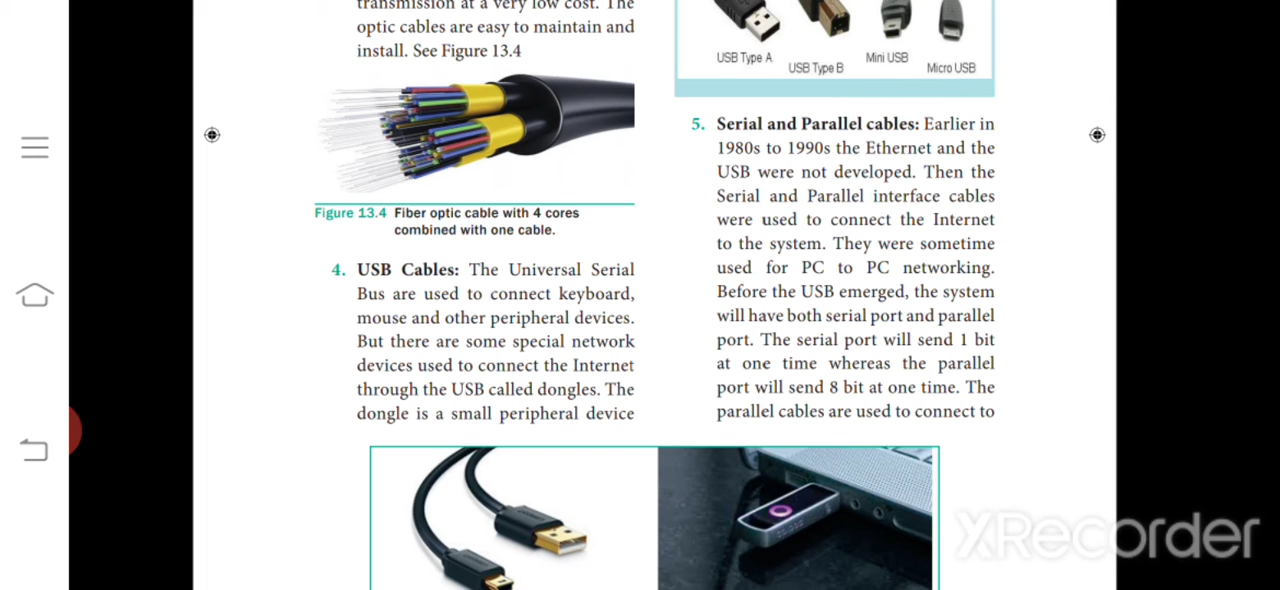 transmission at a very low cost. The
optic cables are easy to maintain and
install. See Figure 13.4
Figure 13.4 Fiber optic cable with 4 cores
combined with one cable.
4. USB Cables: The Universal Serial
Bus are used to connect keyboard,
mouse and other peripheral devices.
But there are some special network
devices used to connect the Internet
through the USB called dongles. The
dongle is a small peripheral device
USB Type A
USB Type B
Mini USB
Micro USB
5. Serial and Parallel cables: Earlier in
1980s to 1990s the Ethernet and the
USB were not developed. Then the
Serial and Parallel interface cables
were used to connect the Internet
to the system. They were sometime
used for PC to PC networking.
Before the USB emerged, the system
will have both serial port and parallel
port. The serial port will send 1 bit
at one time whereas the parallel
port will send 8 bit at one time. The
parallel cables are used to connect to
XRecorder